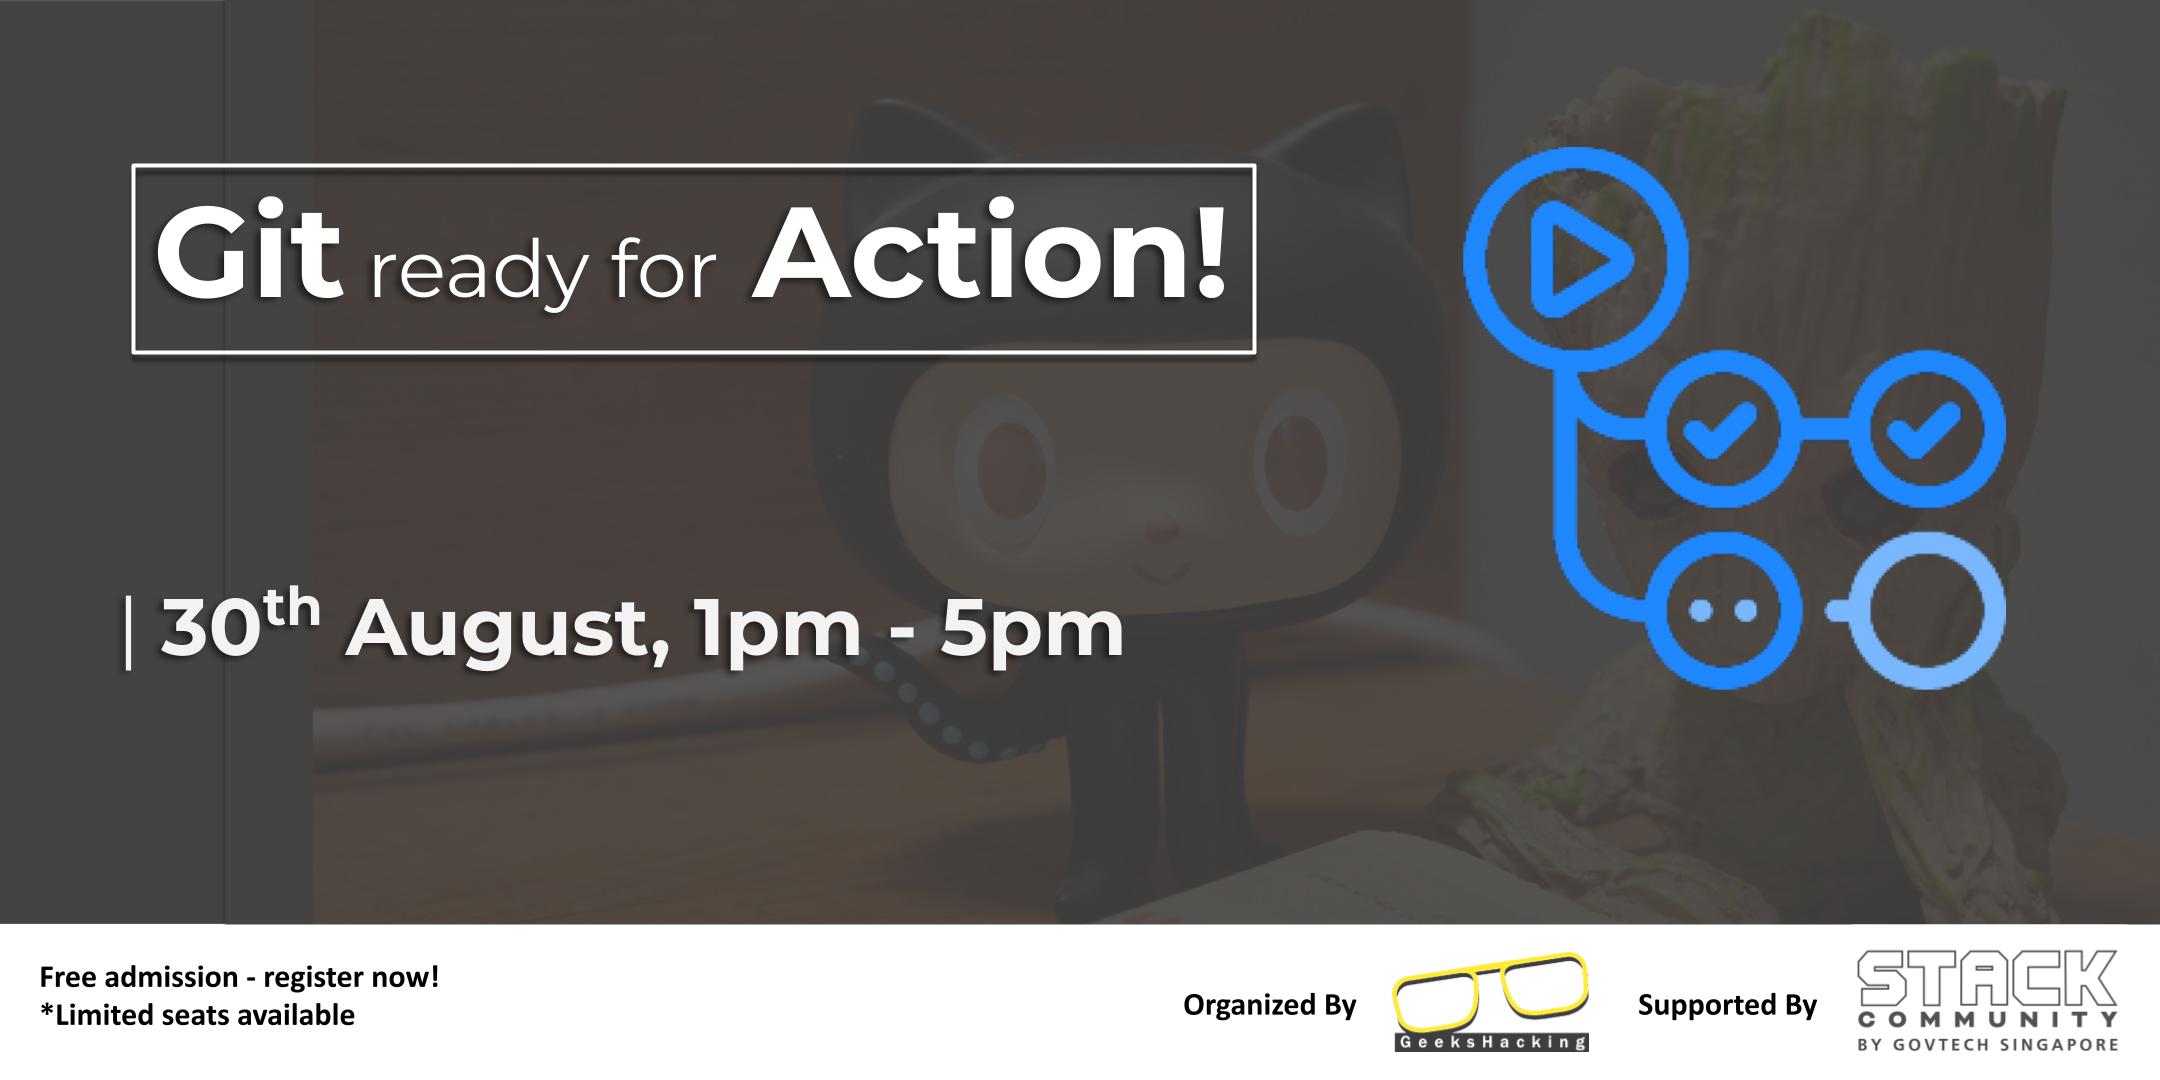 Git ready for Action!
| 30th August, 1pm - 5pm
Free admission - register now!
*Limited seats available
Organized By
GeeksHacking
Supported By
STACK
COMMUNITY
BY GOVTECH SINGAPORE